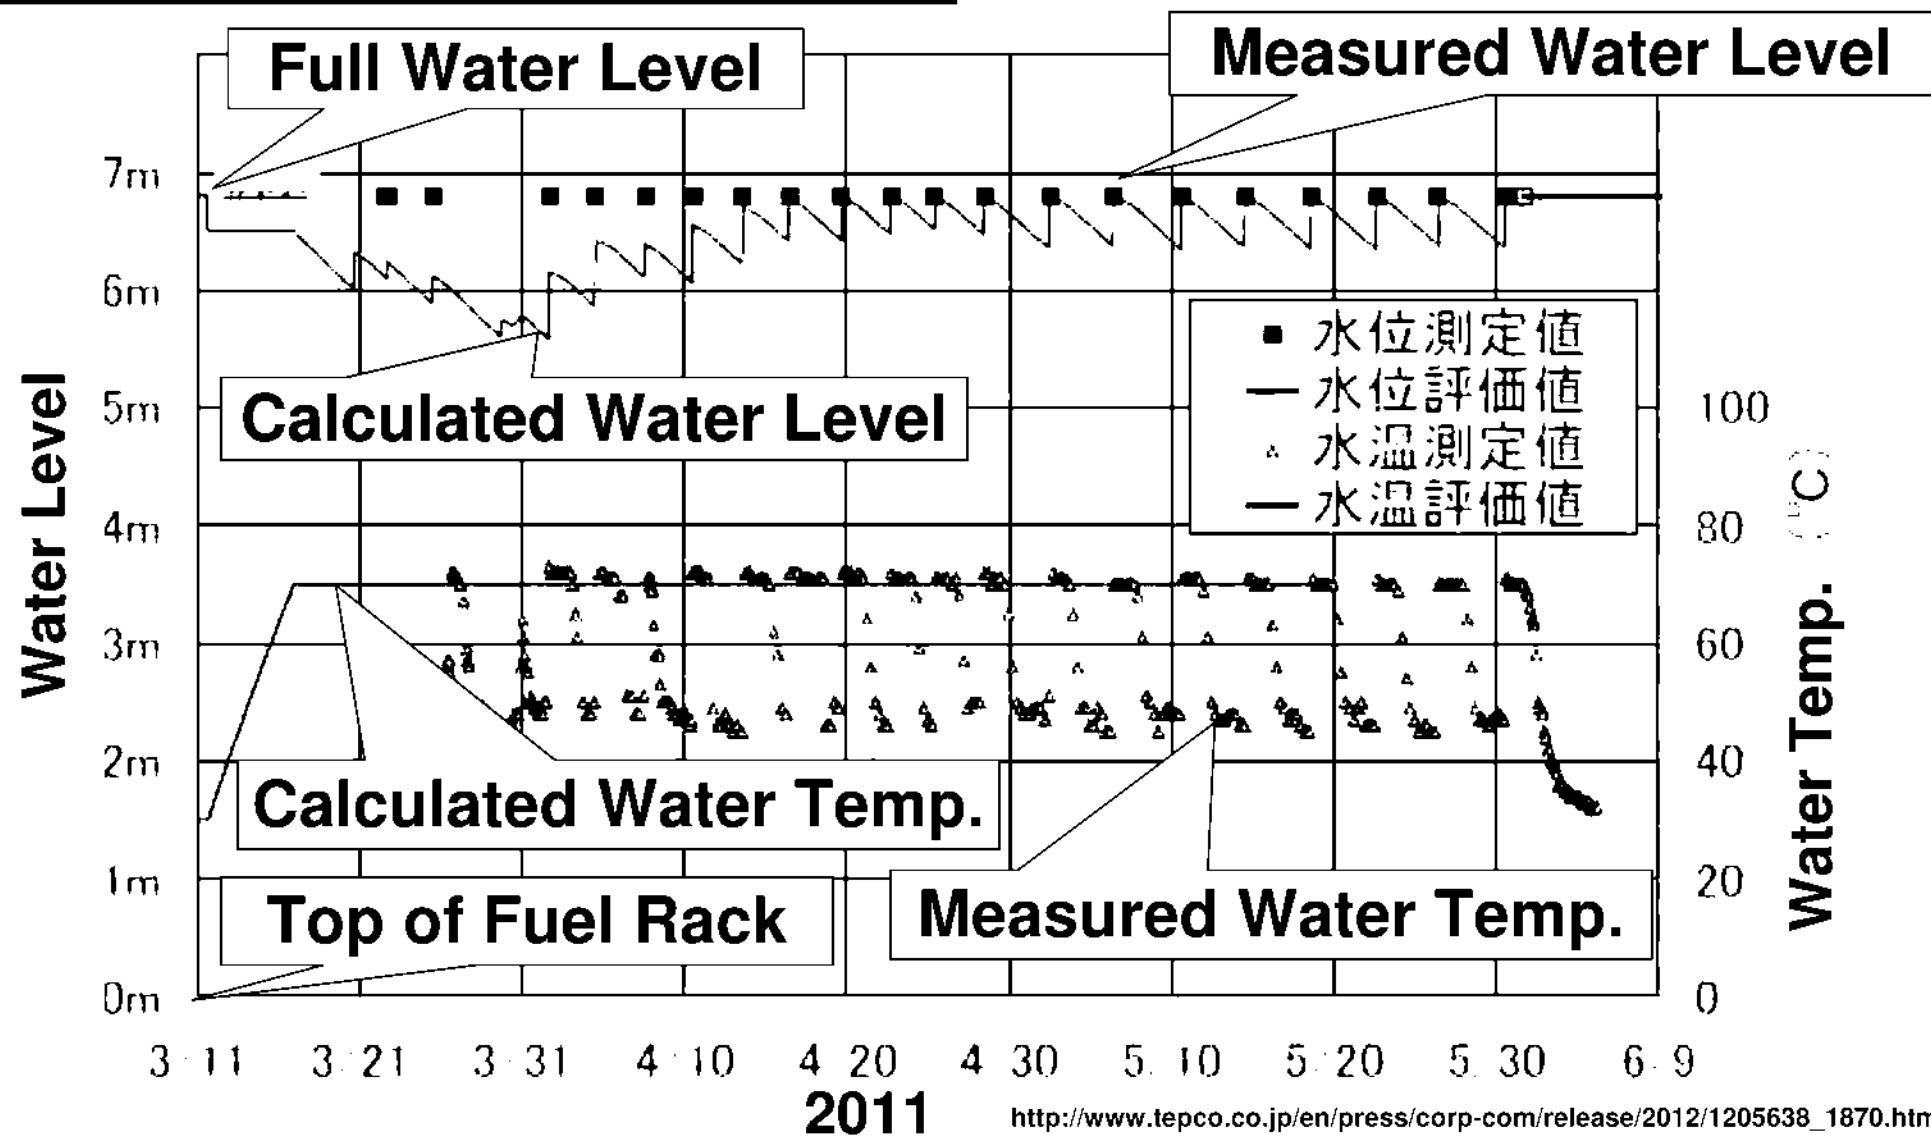 Full Water Level
Measured Water Level
7m
6m
5m
4m
3m
2m
1m
0m
Water Level
Calculated Water Level
■ 水位測定値
— 水位評価値
△ 水温測定値
— 水温評価値
100
80
60
40
20
0
(℃)
Water Temp.
Calculated Water Temp.
Top of Fuel Rack
Measured Water Temp.
3/11 3/21 3/31 4/10 4/20 4/30 5/10 5/20 5/30 6/9
2011
http://www.tepco.co.jp/en/press/corp-com/release/2012/1205638_1870.htm